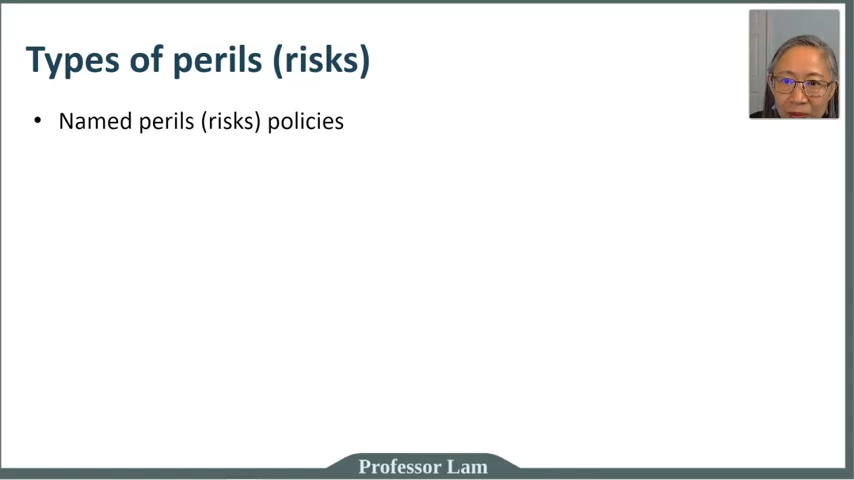 Types of perils (risks)
• Named perils (risks) policies
Professor Lam